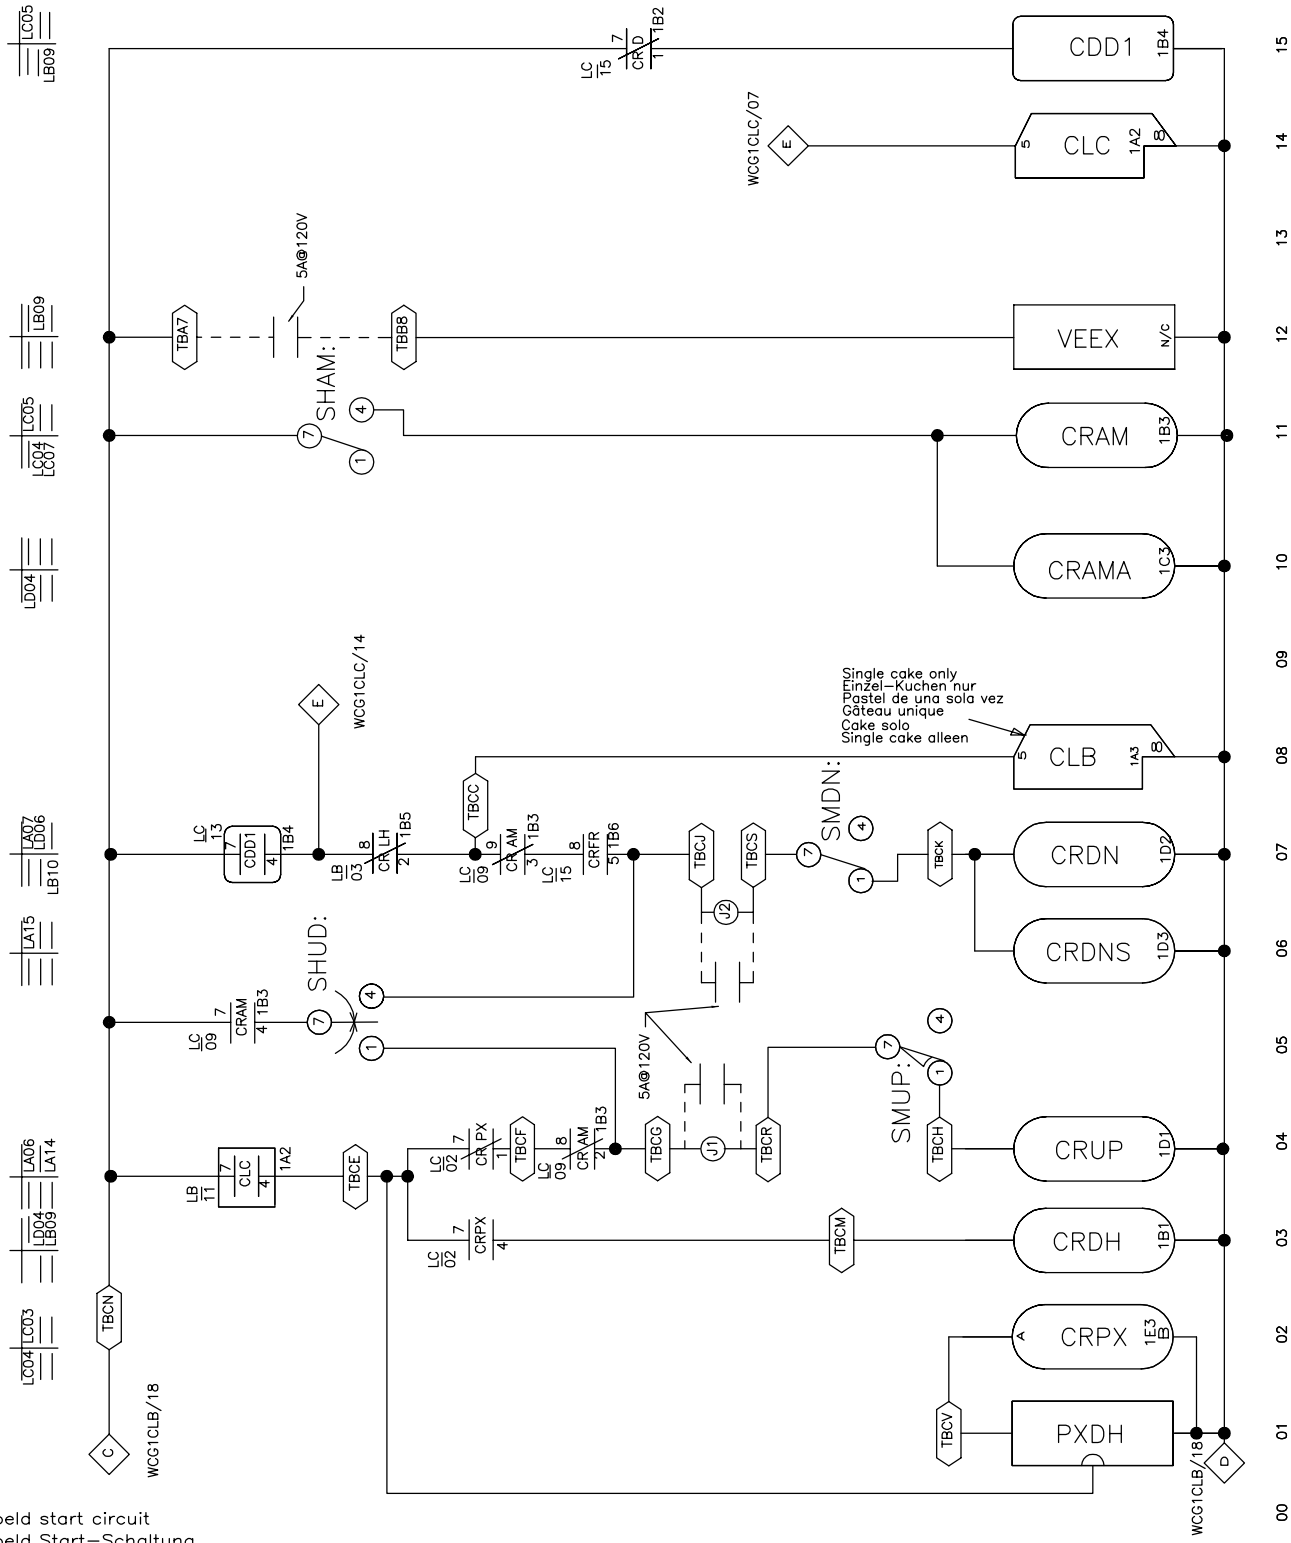 LC05
LB09
LC
15
7
CR D
1
1B2
CDD1
1B4
15
WCG1CLC/07
E
5
CLC
1A2
8
14
13
LB09
TBA7
5A@120V
TBB8
VEEX
N/C
12
LC05
LC04
LC07
7
SHAM:
4
1
CRAM
1B3
11
LD04
CRAMA
1C3
10
09
E
WCG1CLC/14
Single cake only
Einzel-Kuchen nur
Pastel de una sola vez
Gâteau unique
Cake solo
Single cake alleen
TBCC
5
CLB
1A3
8
08
LA07
LD06
LB10
LC
13
7
CDD1
4
1B4
LB
03
8
CR LH
2
1B5
LC
09
9
CR AM
3
1B3
LC
15
8
CRFR
5
1B6
TBCJ
J2
TBCS
SMDN:
7
4
1
TBCK
CRDN
1D2
07
LA15
CRDNS
1D3
06
LC
09
7
CRAM
4
1B3
SHUD:
7
4
1
5A@120V
7
SMUP:
4
1
05
LA06
LA14
LB
11
7
CLC
4
1A2
TBCE
LC
02
7
CR PX
1
TBCF
LC
09
8
CR AM
2
1B3
TBCG
J1
TBCR
TBCH
CRUP
1D1
04
LD04
LB09
LC
02
7
CRPX
4
TBCM
CRDH
1B1
03
LC03
LC04
TBCN
A
CRPX
1E3
B
02
C
WCG1CLB/18
TBCV
PXDH
WCG1CLB/18
D
01
00
peld start circuit
peld Start-Schaltung